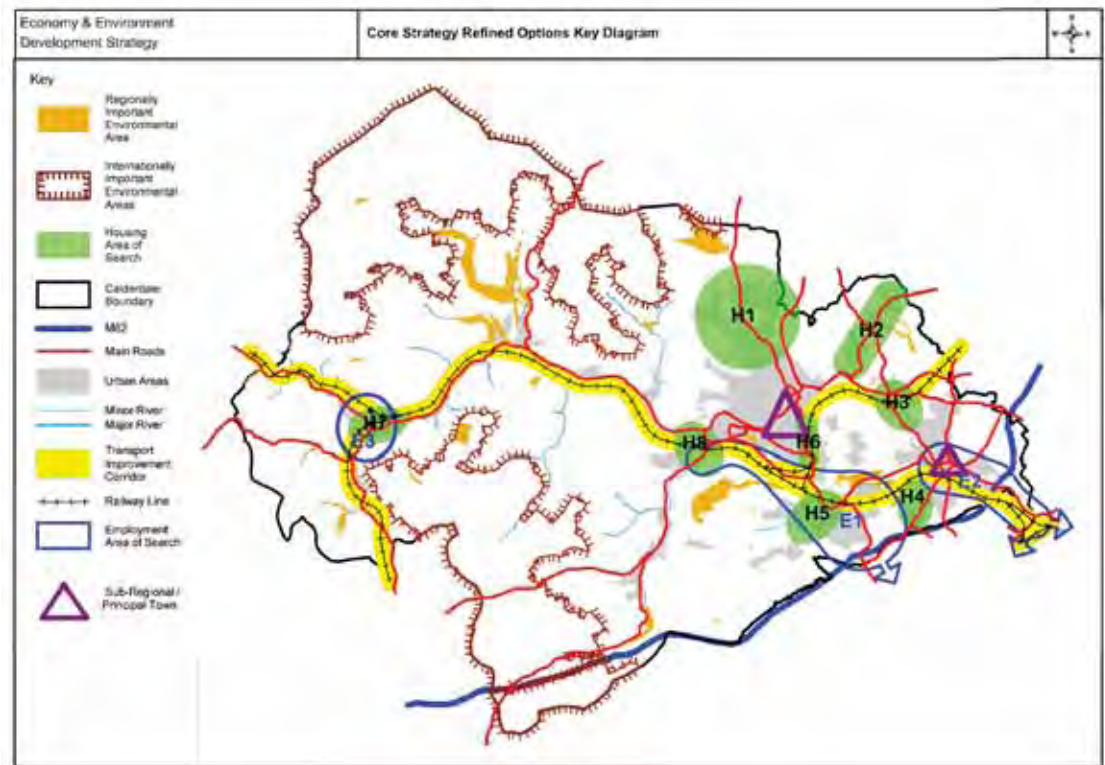 Economy & Environment
Development Strategy
Core Strategy Refined Options Key Diagram
Key
Regionally
Important
Environmental
Area
Internationally
Important
Environmental
Areas
Housing
Area of
Search
Calderdale
Boundary
M62
Main Roads
Urban Areas
Minor River
Major River
Transport
Improvement
Corridor
Railway Line
Employment
Area of Search
Sub-Regional /
Principal Town
H1
H2
H3
H7
E3
H8
H6
E2
H4
H5
E1